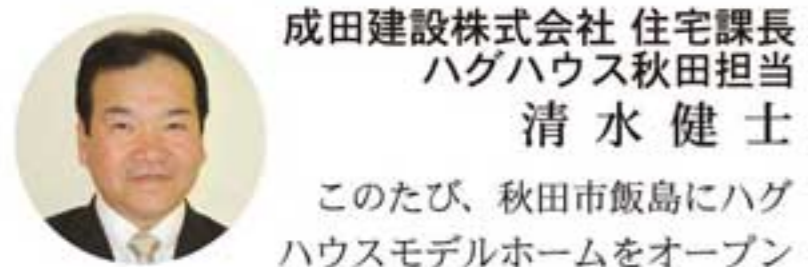 成田建設株式会社 住宅課長
ハグハウス秋田担当
清水健士
このたび、秋田市飯島にハグ
ハウスモデルホームをオープン